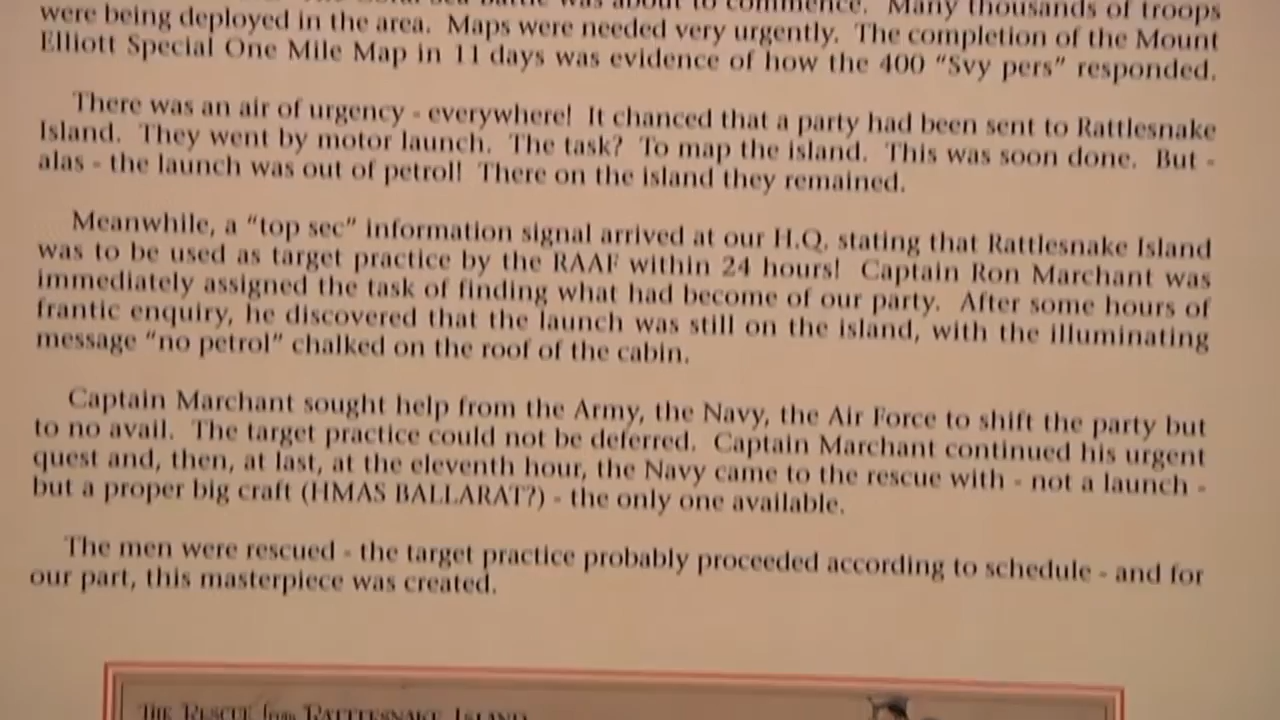 battle was about to commence. Many thousands of troops
were being deployed in the area. Maps were needed very urgently. The completion of the Mount
Elliott Special One Mile Map in 11 days was evidence of how the 400 “Svy pers” responded.
There was an air of urgency - everywhere! It chanced that a party had been sent to Rattlesnake
Island. They went by motor launch. The task? To map the island. This was soon done. But -
alas - the launch was out of petrol! There on the island they remained.
Meanwhile, a “top sec” information signal arrived at our H.Q. stating that Rattlesnake Island
was to be used as target practice by the RAAF within 24 hours! Captain Ron Marchant was
immediately assigned the task of finding what had become of our party. After some hours of
frantic enquiry, he discovered that the launch was still on the island, with the illuminating
message “no petrol” chalked on the roof of the cabin.
Captain Marchant sought help from the Army, the Navy, the Air Force to shift the party but
to no avail. The target practice could not be deferred. Captain Marchant continued his urgent
quest and, then, at last, at the eleventh hour, the Navy came to the rescue with - not a launch -
but a proper big craft (HMAS BALLARAT?) - the only one available.
The men were rescued - the target practice probably proceeded according to schedule - and for
our part, this masterpiece was created.
THE RESCUE from RATTLESNAKE ISLAND